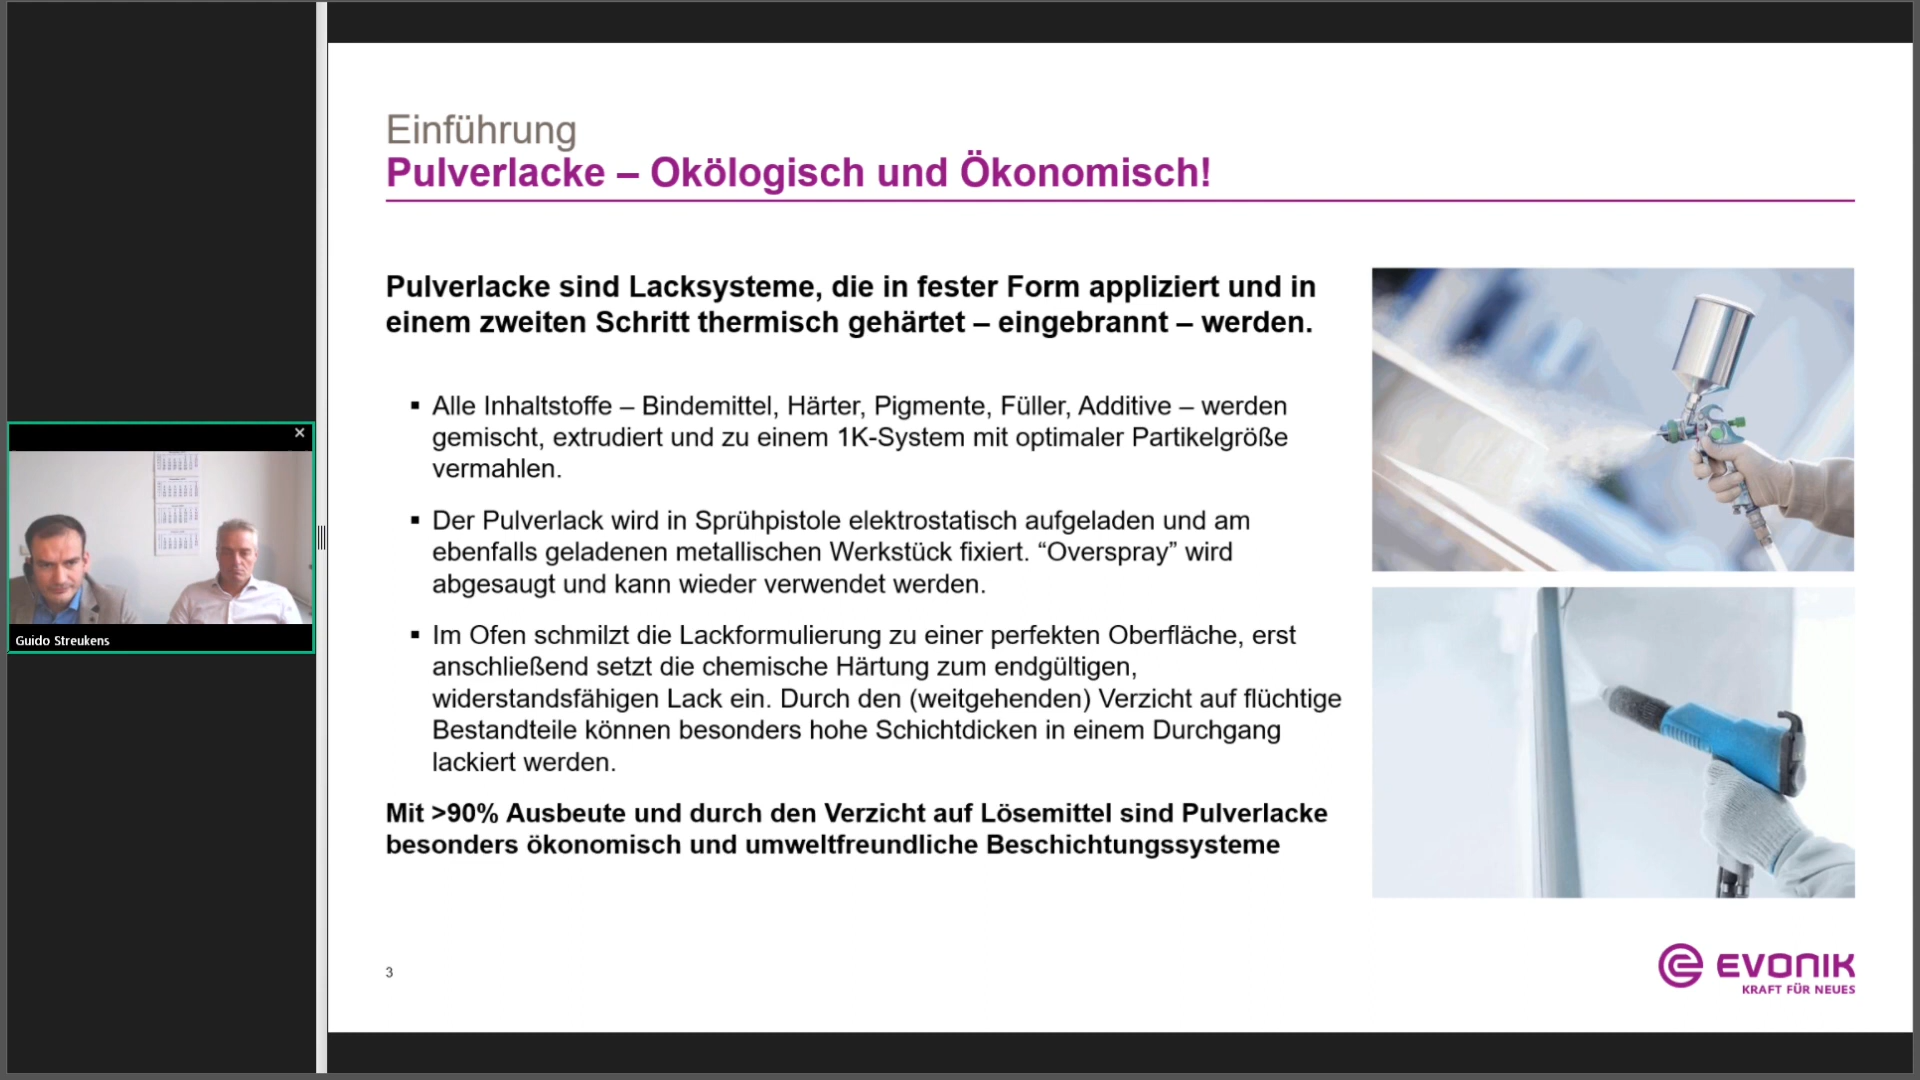 Einführung
Pulverlacke – Okölogisch und Ökonomisch!
Pulverlacke sind Lacksysteme, die in fester Form appliziert und in
einem zweiten Schritt thermisch gehärtet – eingebrannt – werden.
▪ Alle Inhaltstoffe – Bindemittel, Härter, Pigmente, Füller, Additive – werden
gemischt, extrudiert und zu einem 1K-System mit optimaler Partikelgröße
vermahlen.
▪ Der Pulverlack wird in Sprühpistole elektrostatisch aufgeladen und am
ebenfalls geladenen metallischen Werkstück fixiert. “Overspray” wird
abgesaugt und kann wieder verwendet werden.
▪ Im Ofen schmilzt die Lackformulierung zu einer perfekten Oberfläche, erst
anschließend setzt die chemische Härtung zum endgültigen,
widerstandsfähigen Lack ein. Durch den (weitgehenden) Verzicht auf flüchtige
Bestandteile können besonders hohe Schichtdicken in einem Durchgang
lackiert werden.
Mit >90% Ausbeute und durch den Verzicht auf Lösemittel sind Pulverlacke
besonders ökonomisch und umweltfreundliche Beschichtungssysteme
3
EVONIK
KRAFT FÜR NEUES
Guido Streukens